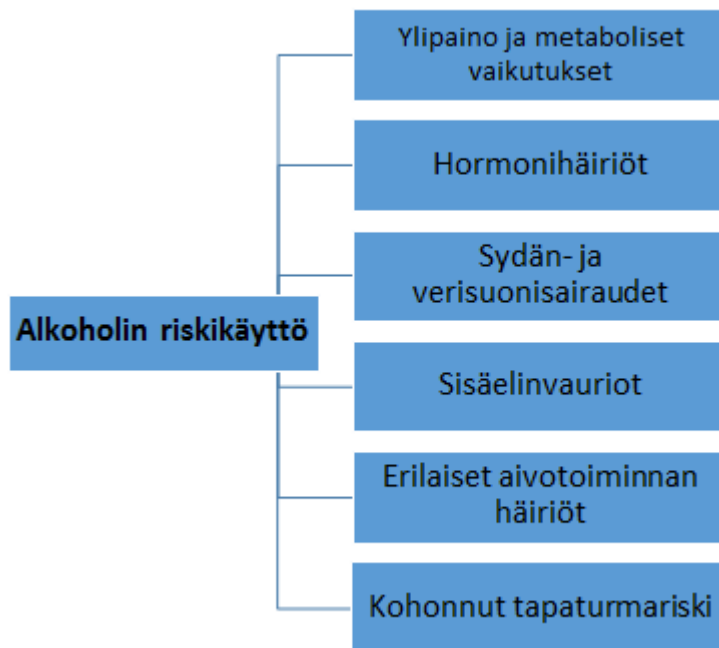 Ylipaino ja metaboliset
vaikutukset
Hormonihäiriöt
Sydän- ja
verisuonisairaudet
Alkoholin riskikäyttö
Sisäelinvauriot
Erilaiset aivotoiminnan
häiriöt
Kohonnut tapaturmariski